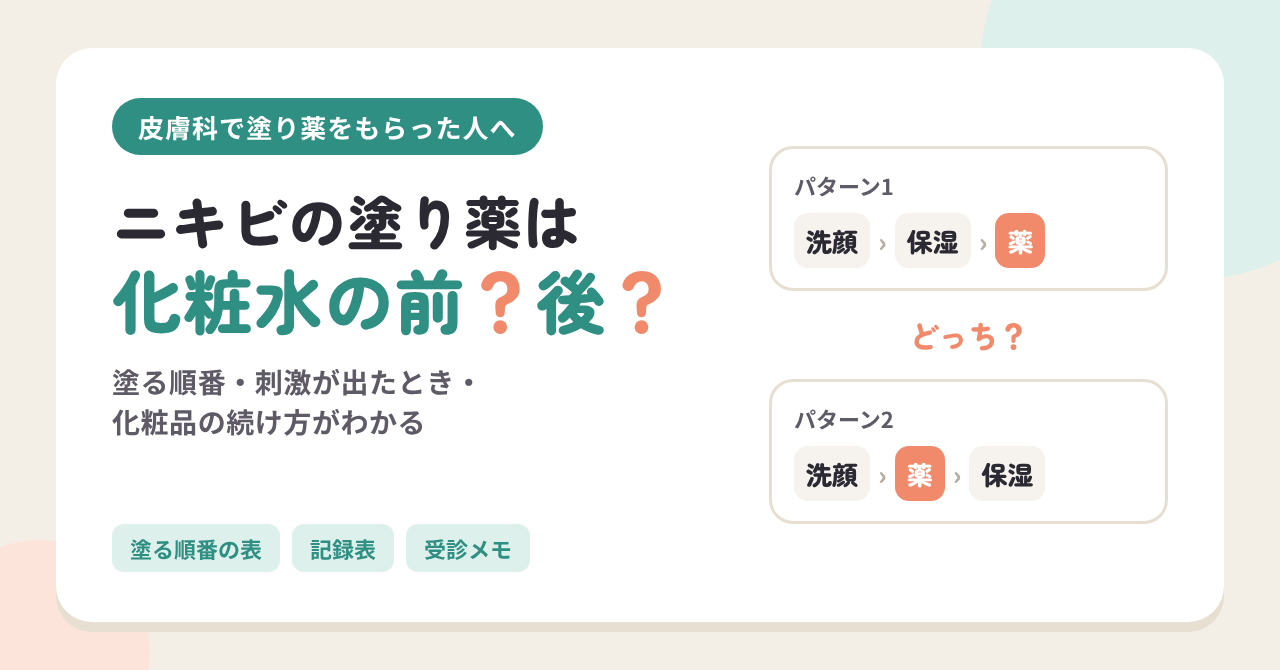 皮膚科で塗り薬をもらった人へ
ニキビの塗り薬は
化粧水の前？後？
塗る順番・刺激が出たとき・
化粧品の続け方がわかる
塗る順番の表
記録表
受診メモ
パターン1
洗顔 › 保湿 › 薬
どっち？
パターン2
洗顔 › 薬 › 保湿